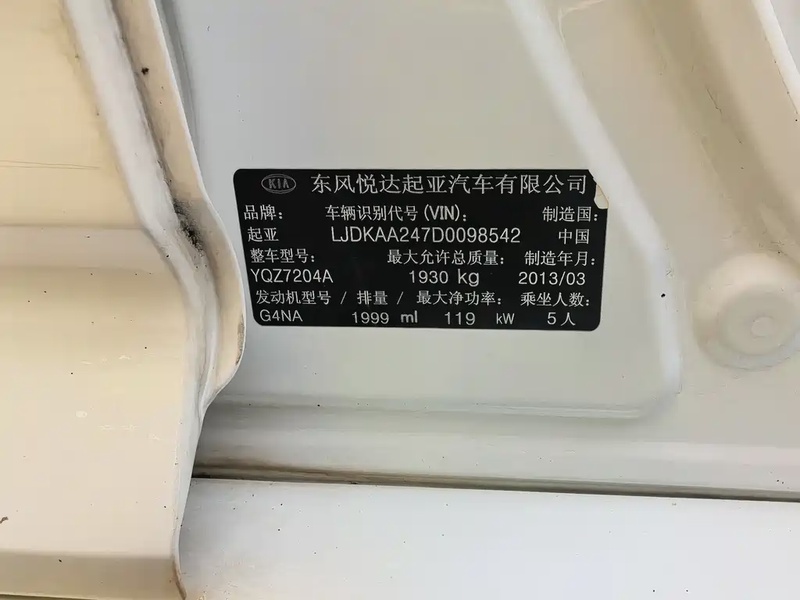 KIA 东风悦达起亚汽车有限公司
品牌: 车辆识别代号(VIN): 制造国:
起亚 LJDKAA247D0098542 中国
整车型号: 最大允许总质量: 制造年月:
YQZ7204A 1930 kg 2013/03
发动机型号 / 排量 / 最大净功率: 乘坐人数:
G4NA 1999 ml 119 kW 5人